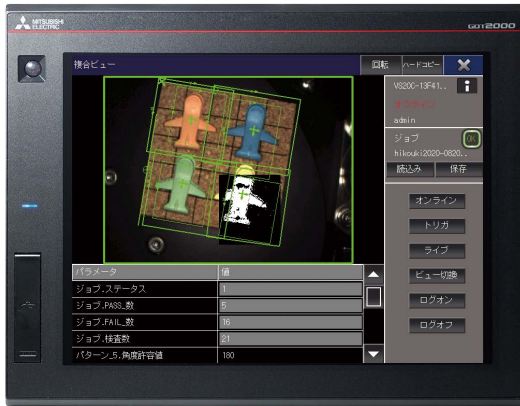 MITSUBISHI
ELECTRIC
GOT2000
複合ビュー
回転
ハードコピー
VS20C-13F41..
i
オンライン
admin
ジョブ
OK
hikouki2020-0820..
読込み
保存
オンライン
トリガ
ライブ
ビュー切換
ログオン
ログオフ
パラメータ
値
ジョブ.ステータス
1
ジョブ.PASS_数
5
ジョブ.FAIL_数
16
ジョブ.検査数
21
パターン_5.角度許容値
180